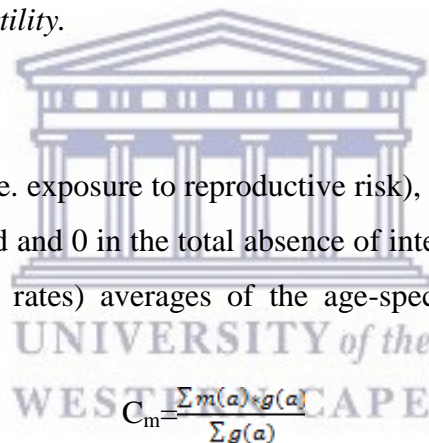 tility.
e. exposure to reproductive risk),
d and 0 in the total absence of inte
rates) averages of the age-spec
UNIVERSITY of the
WESTERN CAPE
Cm=∑m(a)*g(a)/∑g(a)